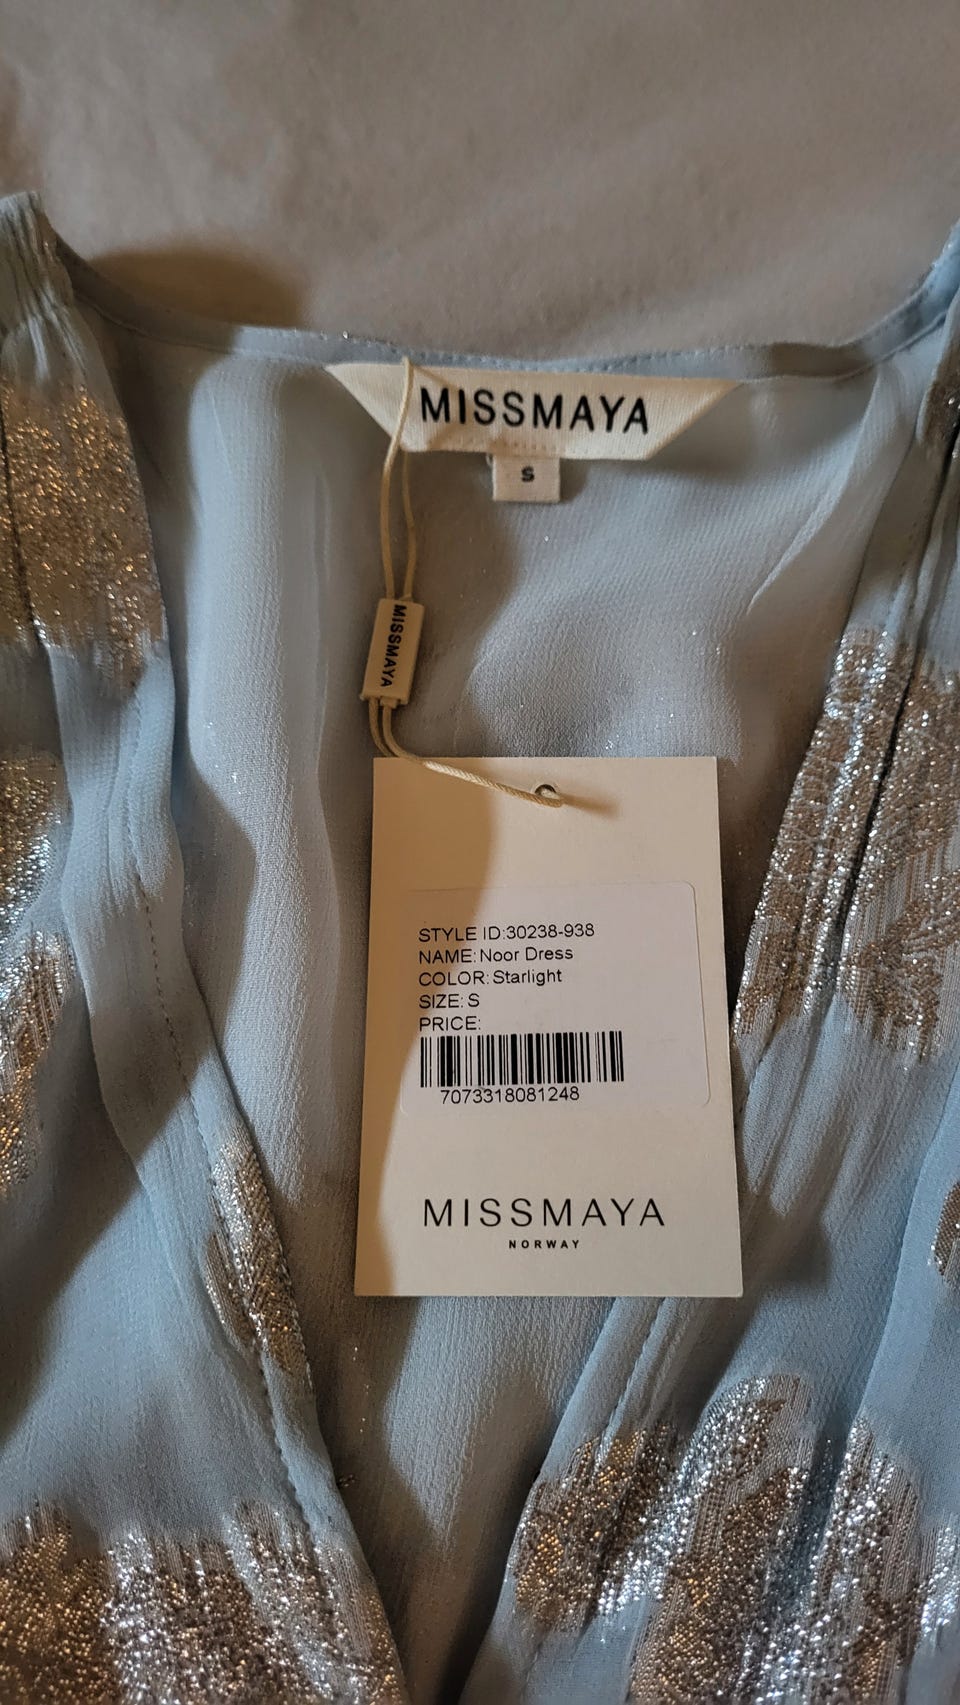 MISSMAYA
S
MISSMAYA
STYLE ID:30238-938
NAME: Noor Dress
COLOR: Starlight
SIZE: S
PRICE:
7073318081248
MISSMAYA
NORWAY